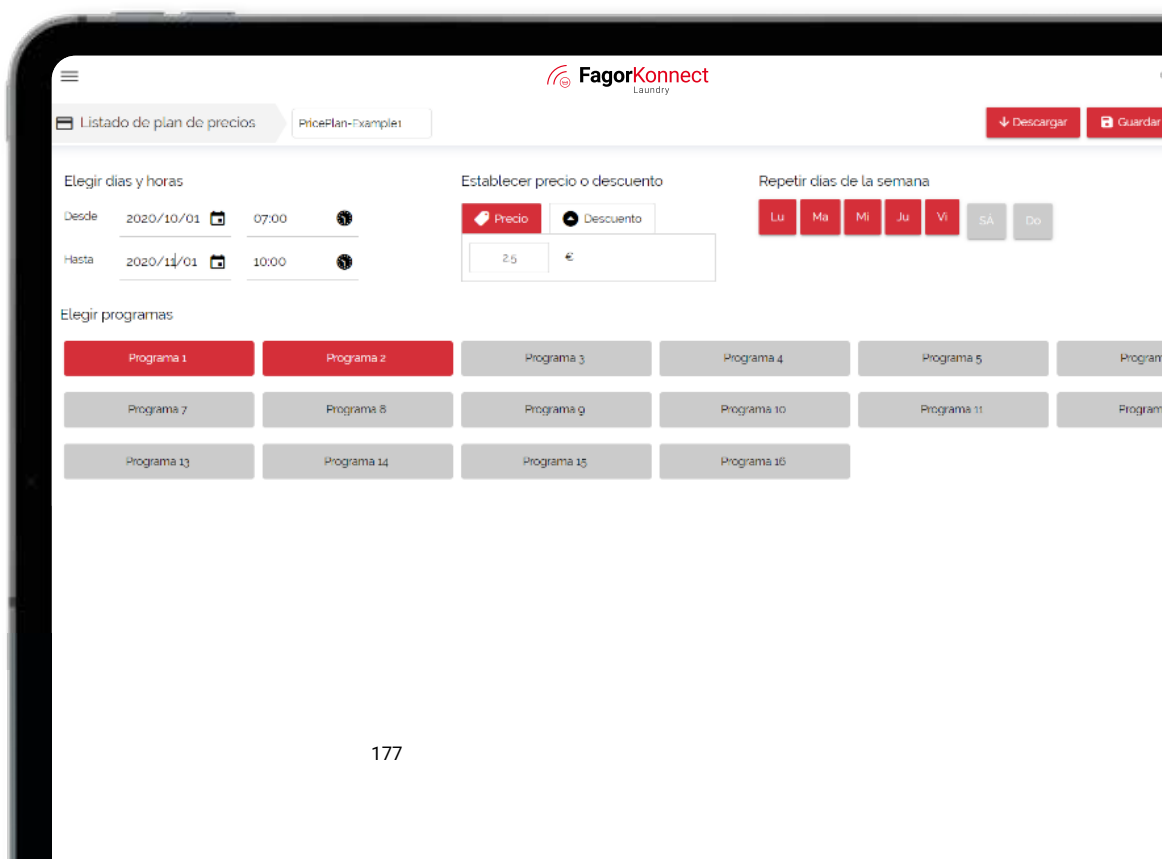 FagorKonnect
Laundry
Listado de plan de precios PricePlan-Example1 Descargar Guardar
Elegir dias y horas Establecer precio o descuento Repetir dias de la semana
Desde 2020/10/01 07:00 Precio Descuento Lu Ma Mi Ju Vi SÁ Do
Hasta 2020/11/01 10:00 2.5 €
Elegir programas
Programa 1 Programa 2 Programa 3 Programa 4 Programa 5 Program
Programa 7 Programa 8 Programa 9 Programa 10 Programa 11 Program
Programa 13 Programa 14 Programa 15 Programa 16
177